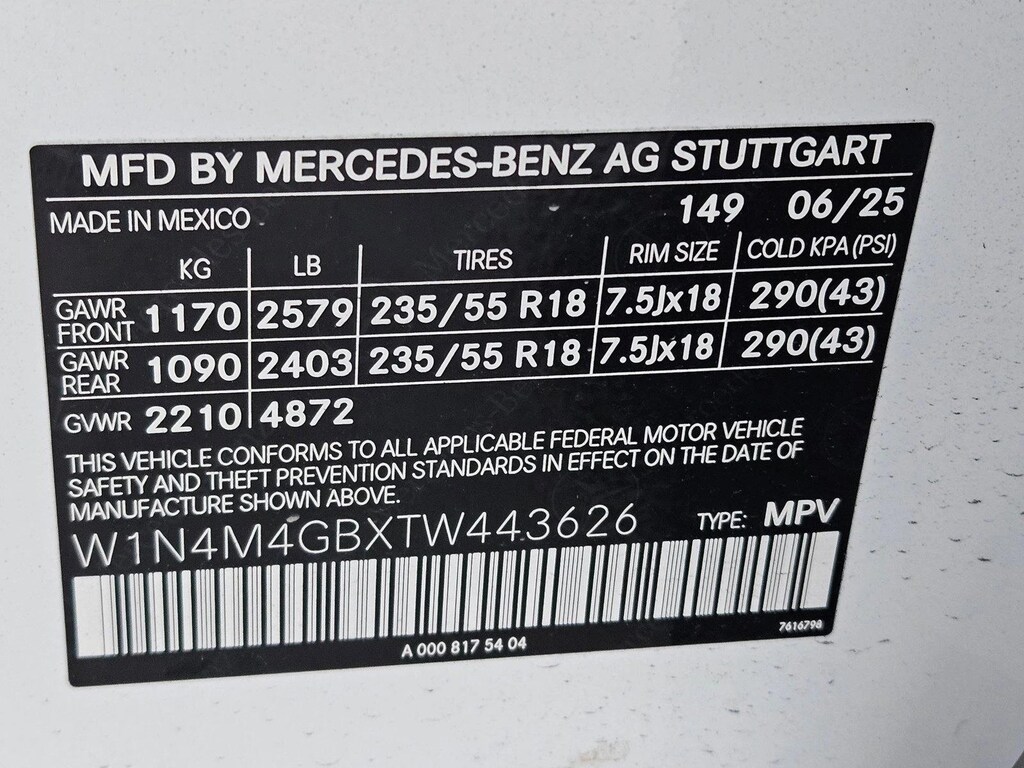 MFD BY MERCEDES-BENZ AG STUTTGART
MADE IN MEXICO 149 06/25
KG LB TIRES RIM SIZE COLD KPA (PSI)
GAWR FRONT 1170 2579 235/55 R18 7.5Jx18 290(43)
GAWR REAR 1090 2403 235/55 R18 7.5Jx18 290(43)
GVWR 2210 4872
THIS VEHICLE CONFORMS TO ALL APPLICABLE FEDERAL MOTOR VEHICLE
SAFETY AND THEFT PREVENTION STANDARDS IN EFFECT ON THE DATE OF
MANUFACTURE SHOWN ABOVE.
W1N4M4GBXTW443626 TYPE: MPV
A 000 817 54 04 7616798